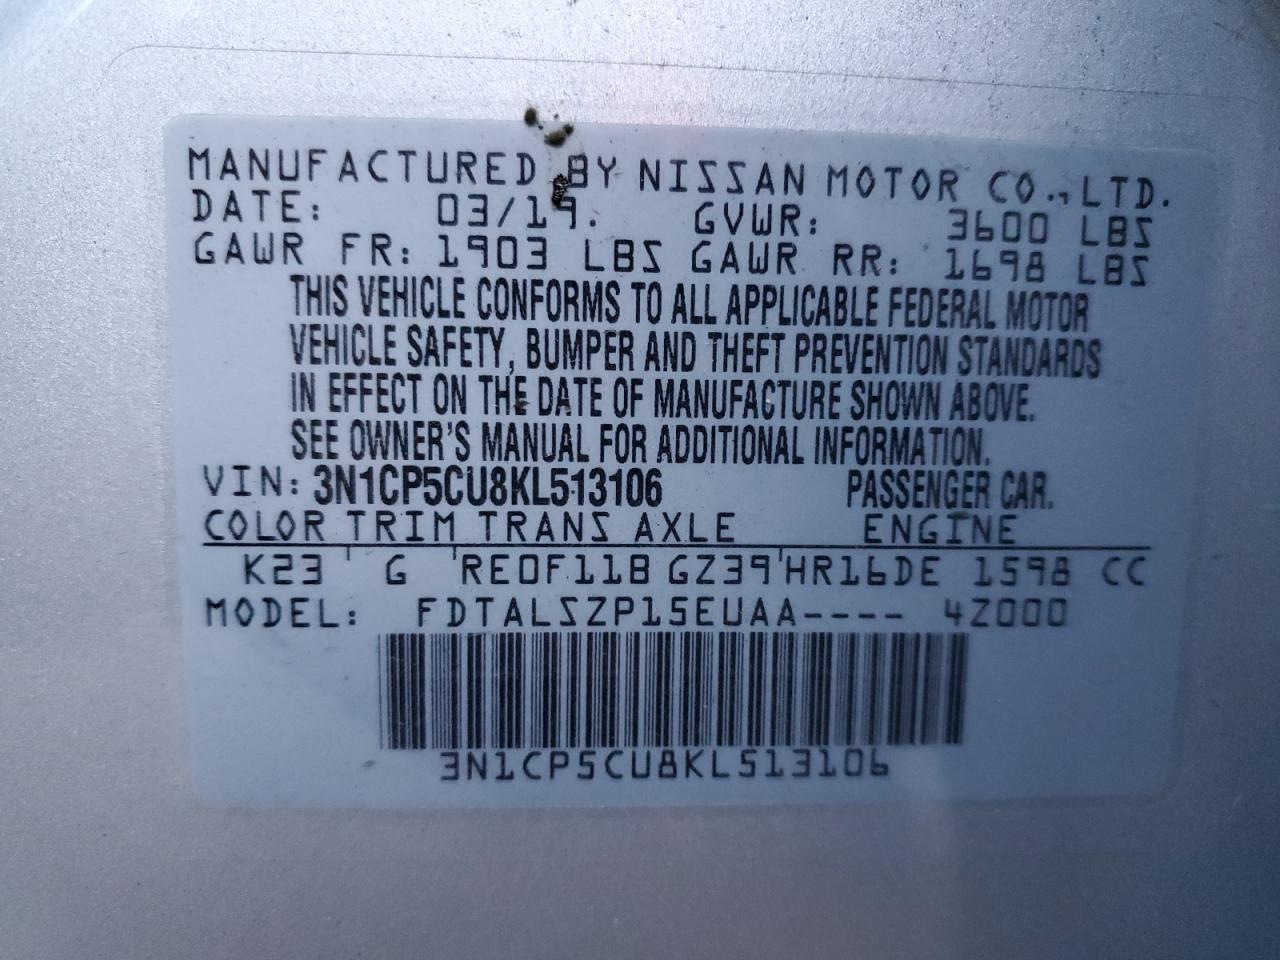 MANUFACTURED BY NISSAN MOTOR CO., LTD.
DATE: 03/19. GVWR: 3600 LBS
GAWR FR: 1903 LBS GAWR RR: 1698 LBS
THIS VEHICLE CONFORMS TO ALL APPLICABLE FEDERAL MOTOR
VEHICLE SAFETY, BUMPER AND THEFT PREVENTION STANDARDS
IN EFFECT ON THE DATE OF MANUFACTURE SHOWN ABOVE.
SEE OWNER'S MANUAL FOR ADDITIONAL INFORMATION.
VIN: 3N1CP5CU8KL513106 PASSENGER CAR.
COLOR TRIM TRANS AXLE ENGINE
K23 ' G 'RE0F11B GZ39'HR16DE 1598 CC
MODEL: FDTALSZP15EUAA---- 4Z000
3N1CP5CU8KL513106